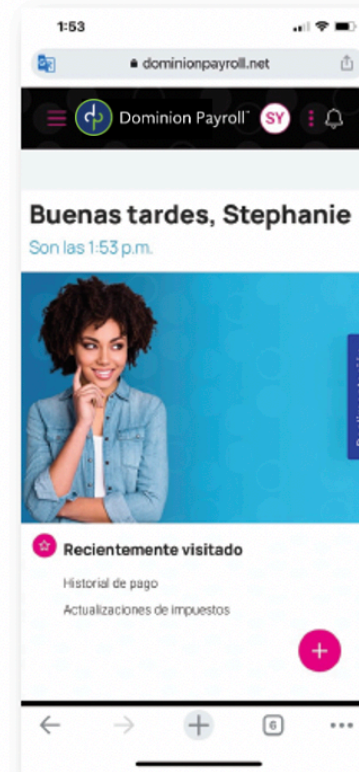 1:53
dominionpayroll.net
dp Dominion Payroll SY
Buenas tardes, Stephanie
Son las 1:53 p.m.
Recientemente visitado
Historial de pago
Actualizaciones de impuestos
+
6